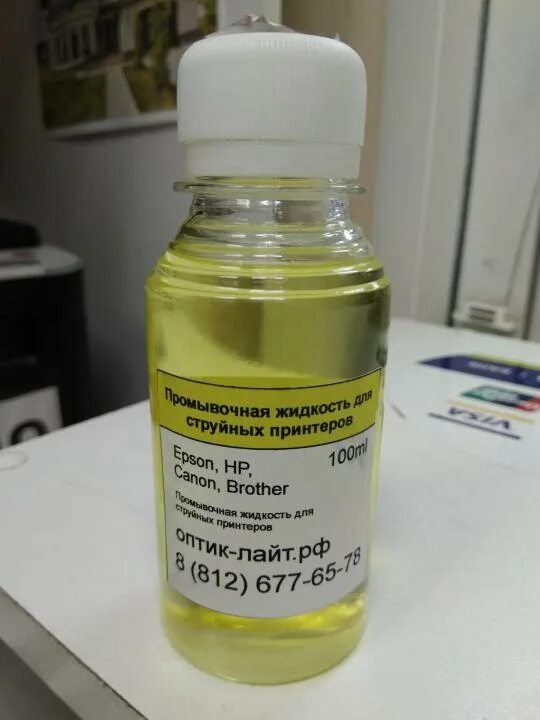 Промывочная жидкость для
струйных принтеров
Epson, HP, 100ml
Canon, Brother
Промывочная жидкость для
струйных принтеров
оптик-лайт.рф
8 (812) 677-65-78
VISA